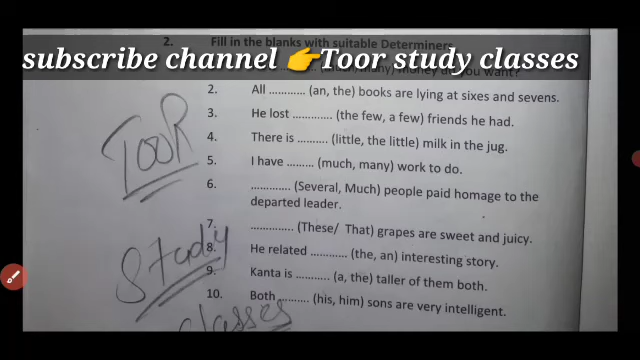 2. Fill in the blanks with suitable Determiners
subscribe channel 👉Toor study classes
money do you want?
2. All ............ (an, the) books are lying at sixes and sevens.
3. He lost ............. (the few, a few) friends he had.
4. There is .......... (little, the little) milk in the jug.
5. I have ......... (much, many) work to do.
6. .............. (Several, Much) people paid homage to the
departed leader.
7. .............. (These/ That) grapes are sweet and juicy.
8. He related ............ (the, an) interesting story.
9. Kanta is ........... (a, the) taller of them both.
10. Both .......... (his, him) sons are very intelligent.
TOOR
Study
classes